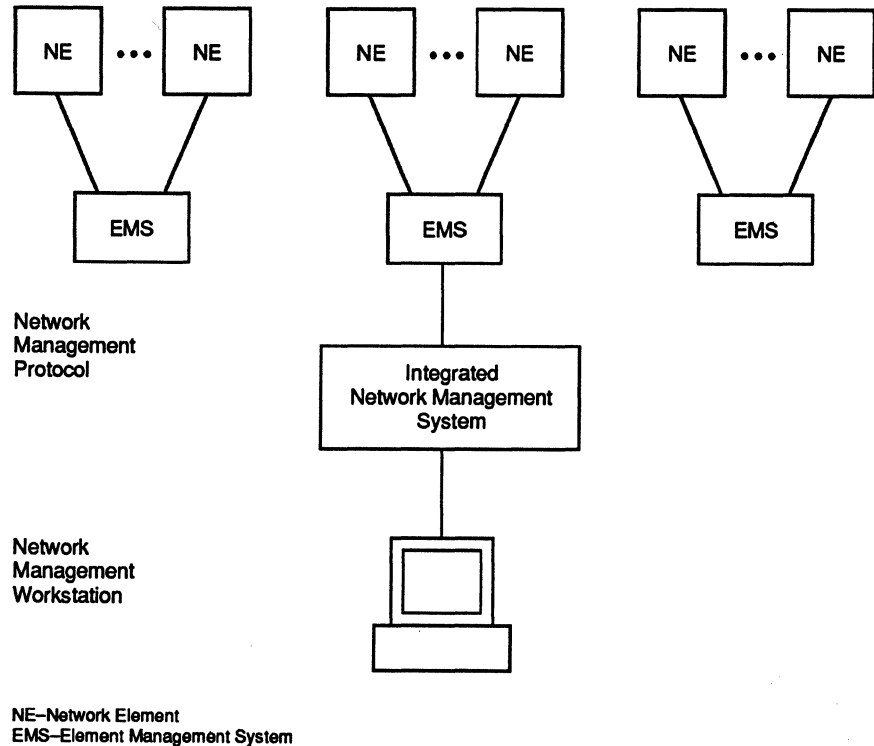 NE ••• NE NE ••• NE NE ••• NE
EMS EMS EMS
Network
Management
Protocol
Integrated
Network Management
System
Network
Management
Workstation
NE–Network Element
EMS–Element Management System